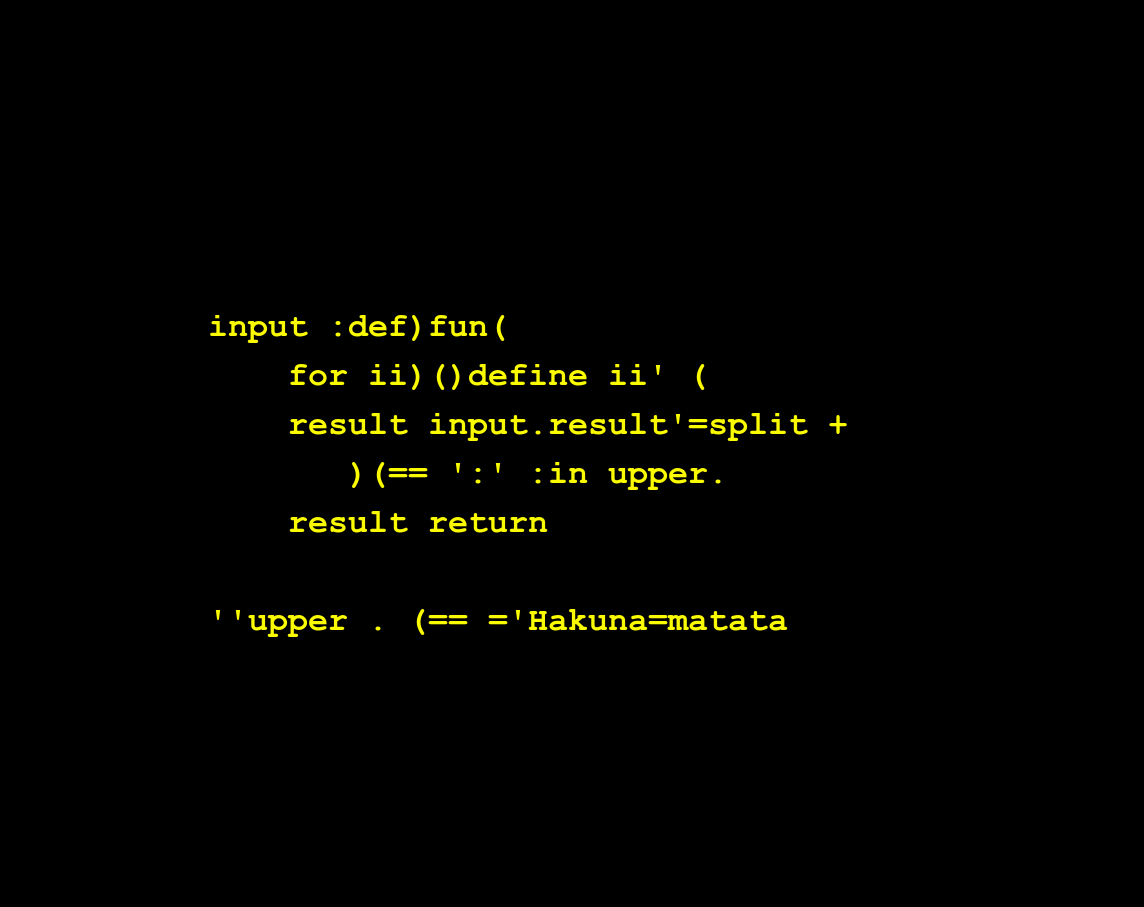 input :def)fun(
    for ii)()define ii' (
    result input.result'=split +
       )(== ':' :in upper.
    result return

''upper . (== ='Hakuna=matata